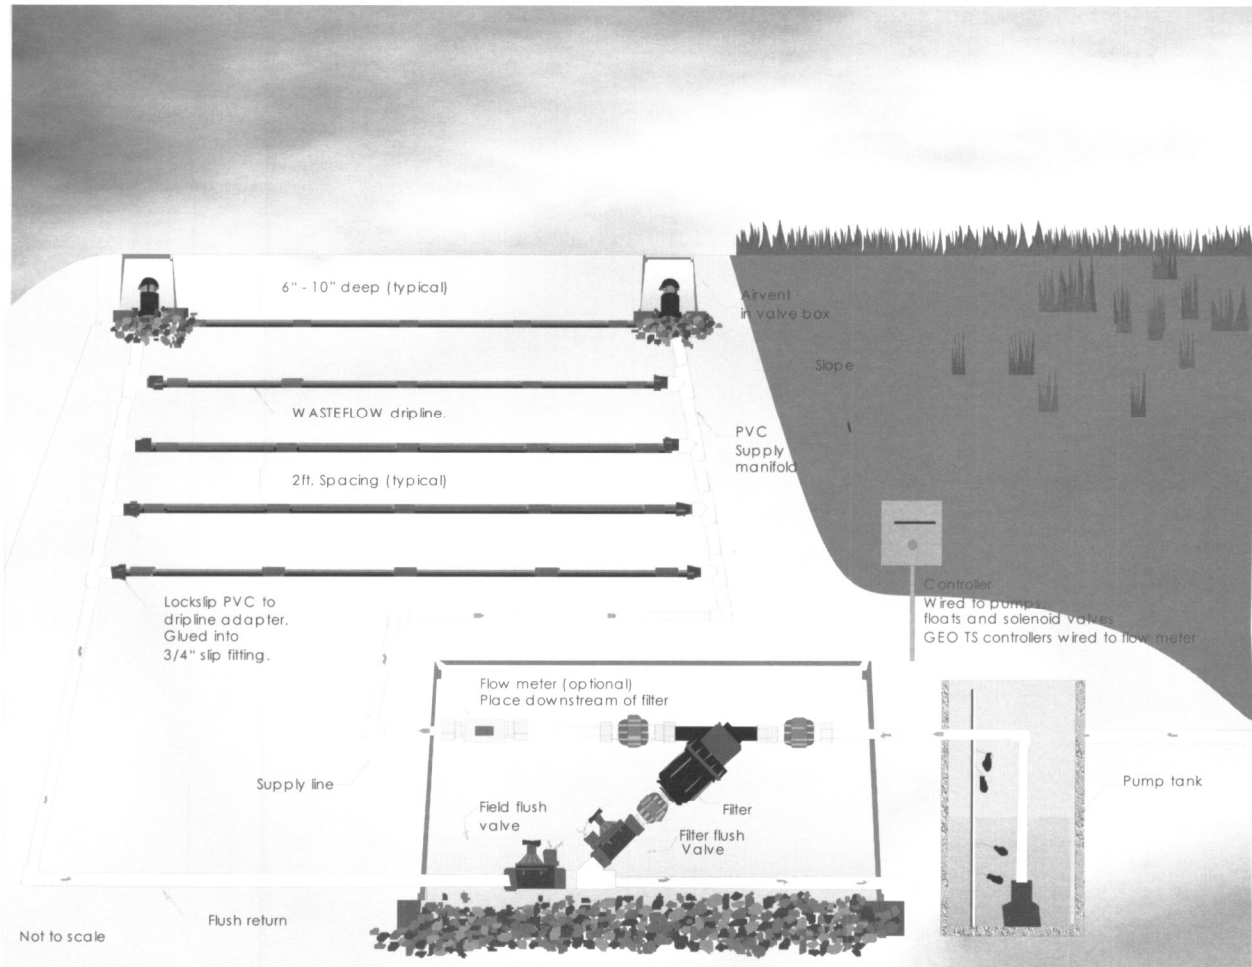 6" - 10" deep (typical)
Airvent
in valve box
Slope
WASTEFLOW dripline.
PVC
Supply
manifold
2ft. Spacing (typical)
Lockslip PVC to
dripline adapter.
Glued into
3/4" slip fitting.
Controller
Wired to pumps,
floats and solenoid valves
GEO TS controllers wired to flow meter
Flow meter (optional)
Place downstream of filter
Supply line
Pump tank
Field flush
valve
Filter
Filter flush
Valve
Flush return
Not to scale